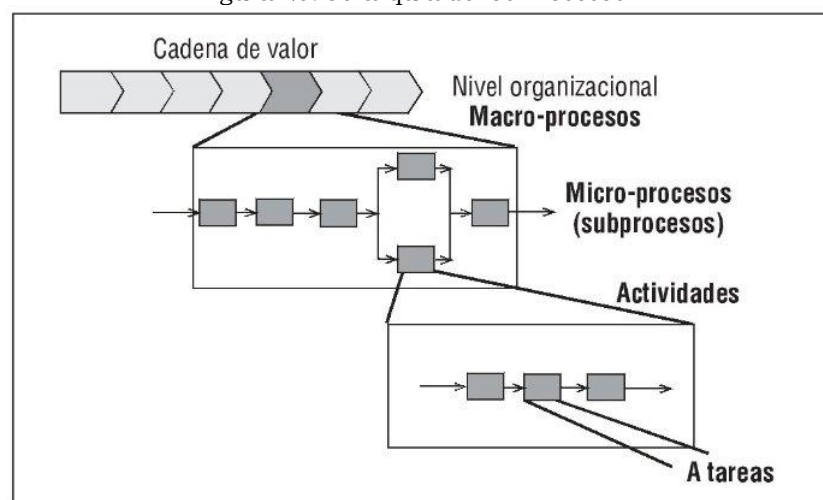 Cadena de valor
Nivel organizacional
Macro-procesos
Micro-procesos
(subprocesos)
Actividades
A tareas